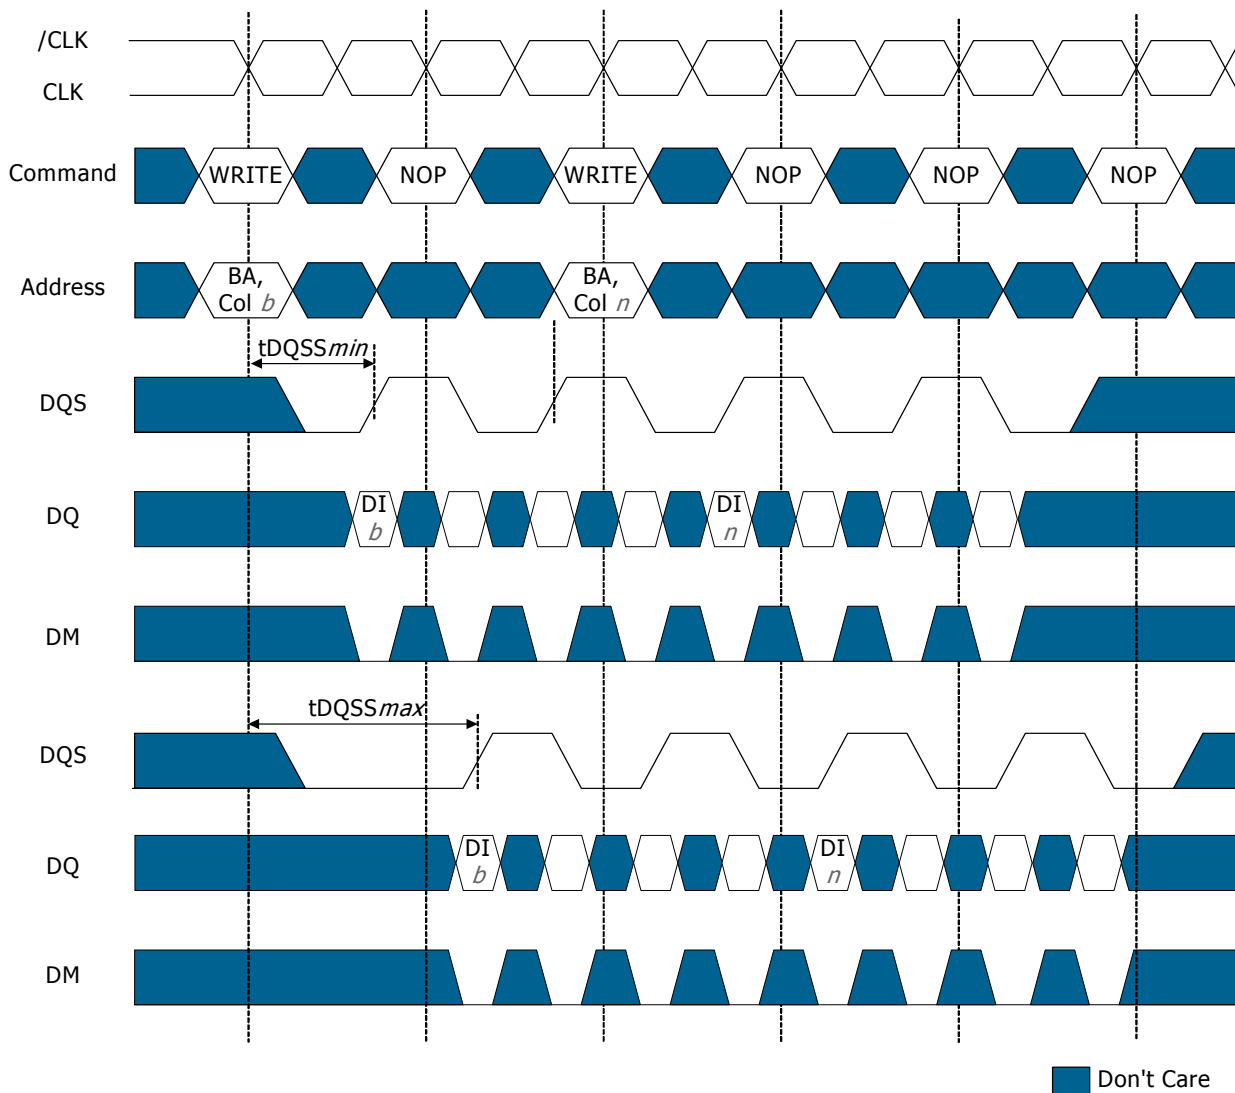 /CLK
CLK
Command
WRITE
NOP
WRITE
NOP
NOP
NOP
Address
BA,
Col b
BA,
Col n
tDQSSmin
DQS
DQ
DI
b
DI
n
DM
tDQSSmax
DQS
DQ
DI
b
DI
n
DM
Don't Care